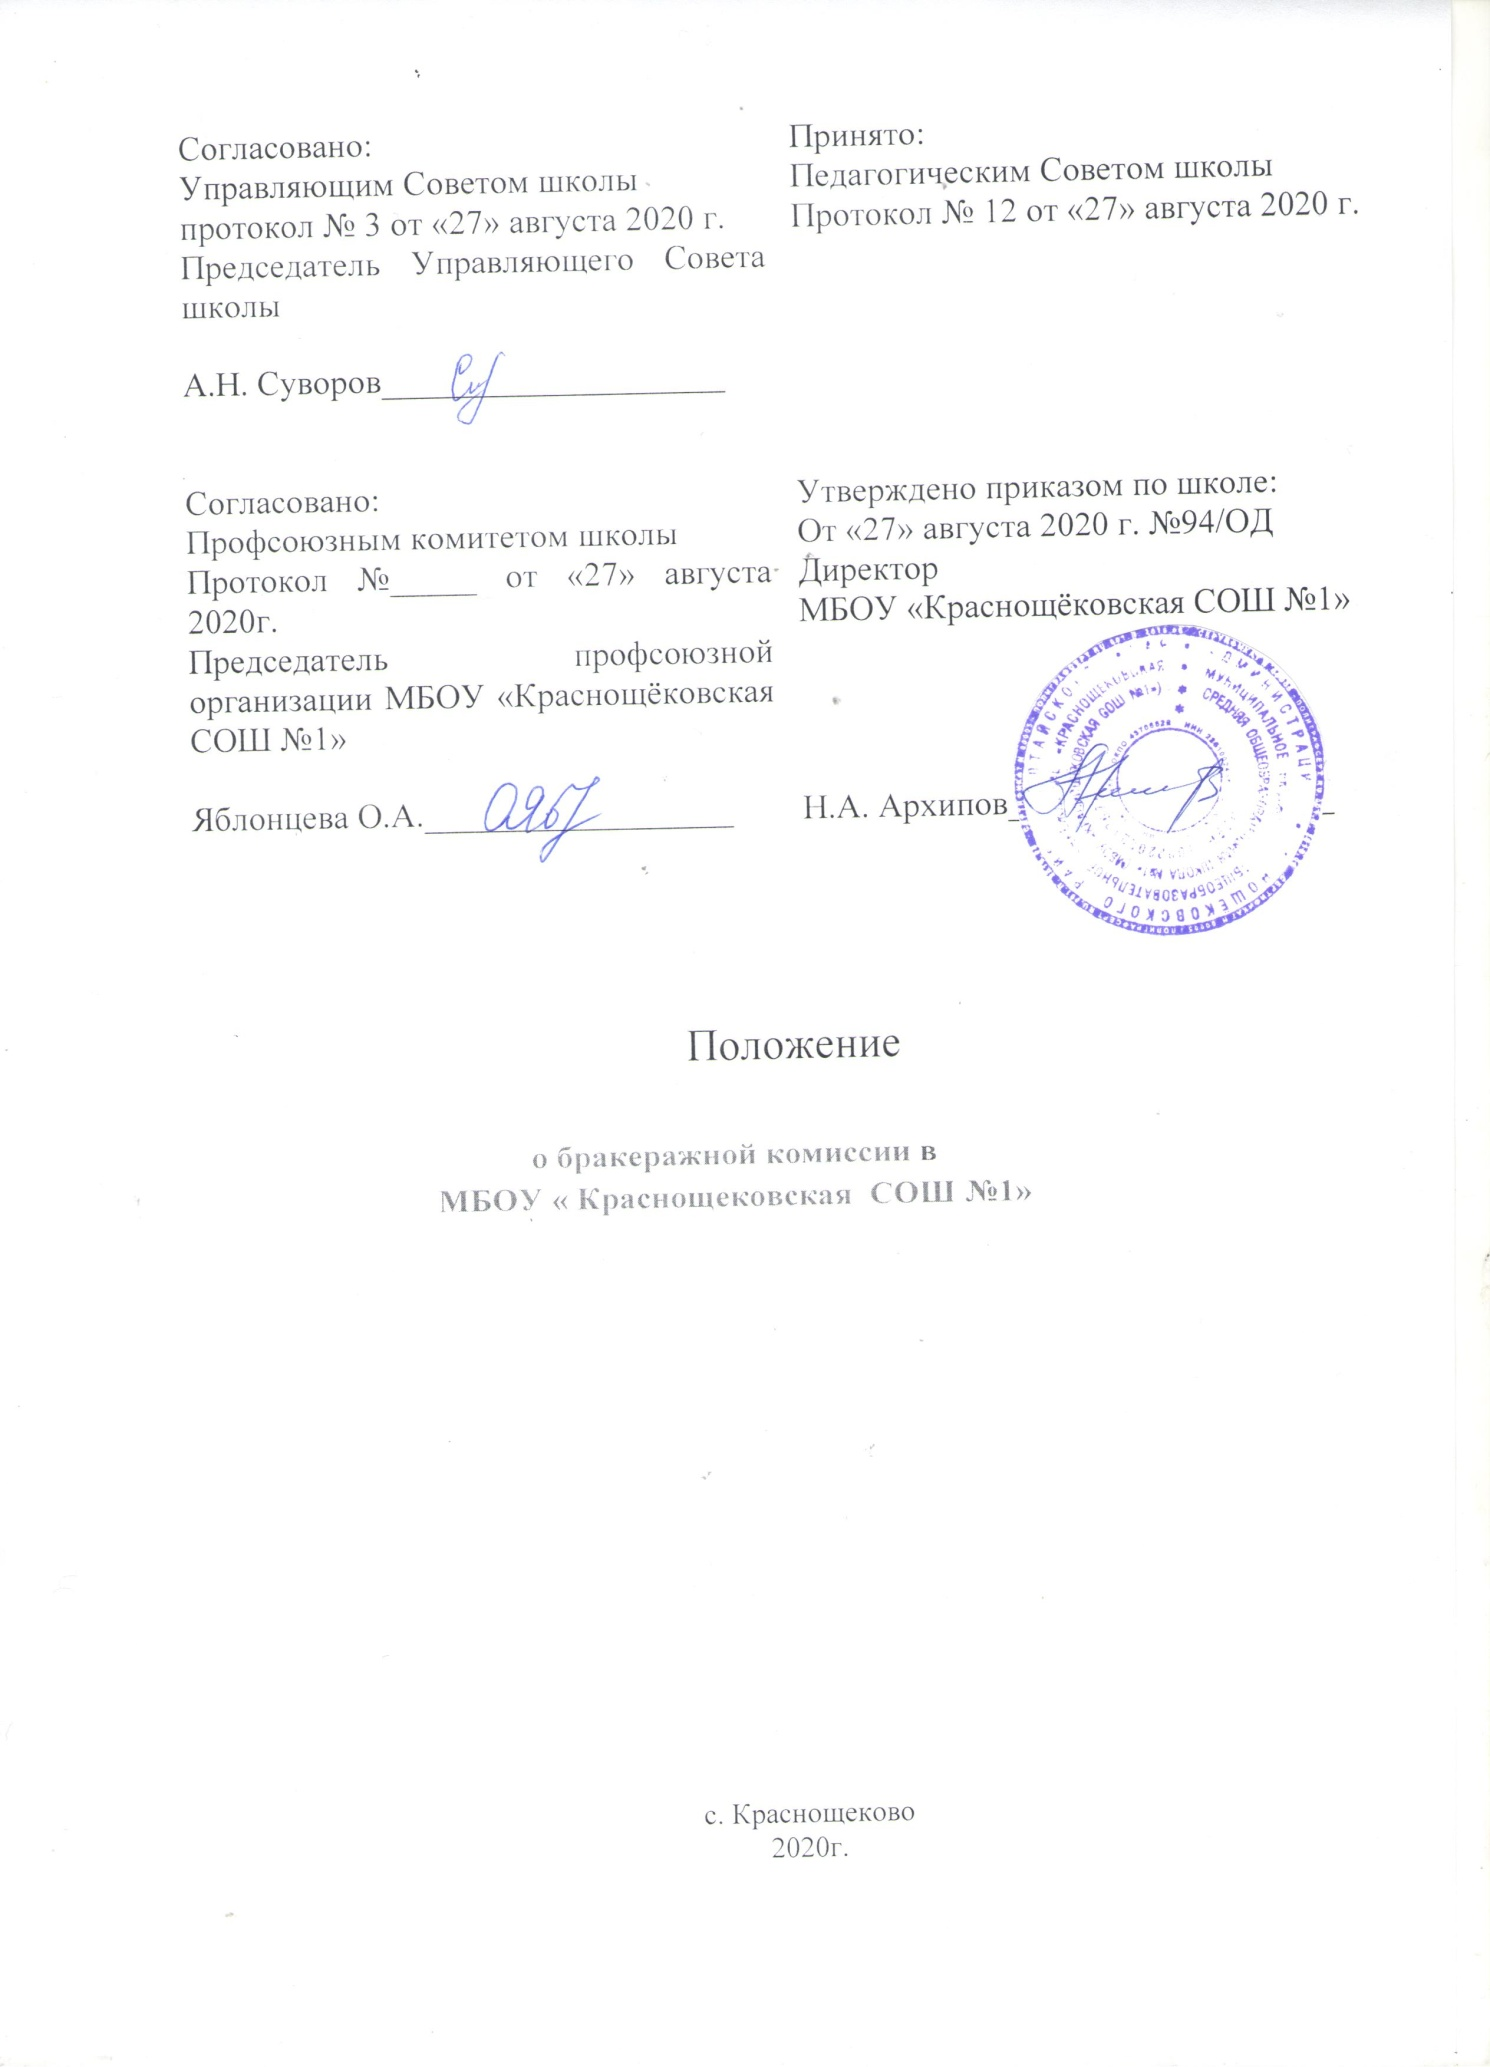 Согласовано:
Управляющим Советом школы
протокол № 3 от «27» августа 2020 г.
Председатель Управляющего Совета
школы
А.Н. Суворов
Принято:
Педагогическим Советом школы
Протокол № 12 от «27» августа 2020 г.
Согласовано:
Профсоюзным комитетом школы
Протокол №_____ от «27» августа
2020г.
Председатель профсоюзной
организации МБОУ «Краснощёковская
СОШ №1»
Яблонцева О.А.
Утверждено приказом по школе:
От «27» августа 2020 г. №94/ОД
Директор
МБОУ «Краснощёковская СОШ №1»
Н.А. Архипов
МУНИЦИПАЛЬНОЕ
«КРАСНОЩЕКОВСКАЯ
СРЕДНЯЯ
Положение
о бракеражной комиссии в
МБОУ « Краснощековская СОШ №1»
с. Краснощеково
2020г.